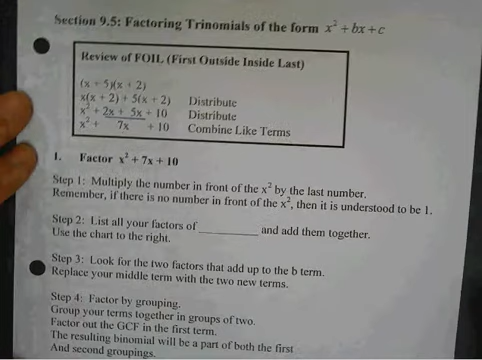 Section 9.5: Factoring Trinomials of the form x² + bx + c
Review of FOIL (First Outside Inside Last)
(x + 5)(x + 2)
x(x + 2) + 5(x + 2) Distribute
x² + 2x + 5x + 10 Distribute
x² + 7x + 10 Combine Like Terms
1. Factor x² + 7x + 10
Step 1: Multiply the number in front of the x² by the last number.
Remember, if there is no number in front of the x², then it is understood to be 1.
Step 2: List all your factors of ________ and add them together.
Use the chart to the right.
Step 3: Look for the two factors that add up to the b term.
Replace your middle term with the two new terms.
Step 4: Factor by grouping.
Group your terms together in groups of two.
Factor out the GCF in the first term.
The resulting binomial will be a part of both the first
And second groupings.